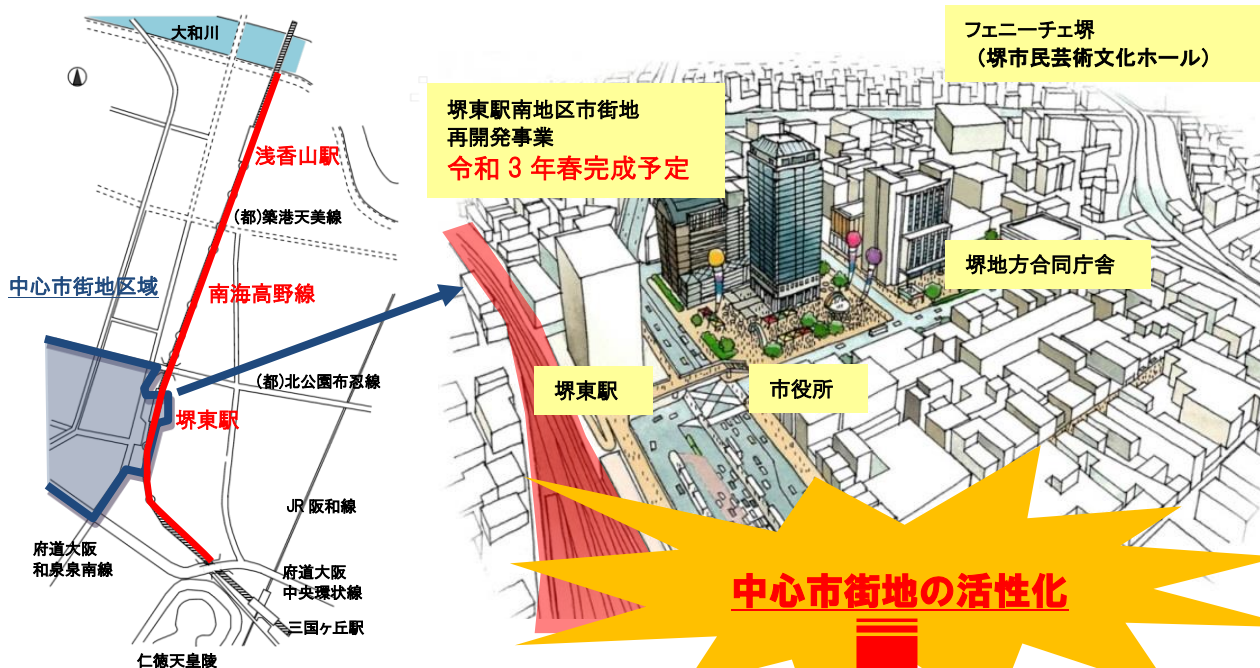 大和川
浅香山駅
(都)築港天美線
中心市街地区域
南海高野線
(都)北公園布忍線
堺東駅
JR阪和線
府道大阪
和泉泉南線
府道大阪
中央環状線
三国ヶ丘駅
仁徳天皇陵
フェニーチェ堺
(堺市民芸術文化ホール)
堺東駅南地区市街地
再開発事業
令和3年春完成予定
堺地方合同庁舎
堺東駅
市役所
中心市街地の活性化